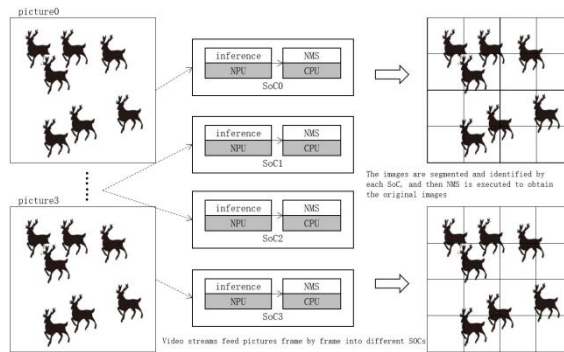 picture0
inference
NMS
NPU
CPU
SoC0
inference
NMS
NPU
CPU
SoC1
The images are segmented and identified by
each SoC, and then NMS is executed to obtain
the original images
picture3
inference
NMS
NPU
CPU
SoC2
inference
NMS
NPU
CPU
SoC3
Video streams feed pictures frame by frame into different SOCs